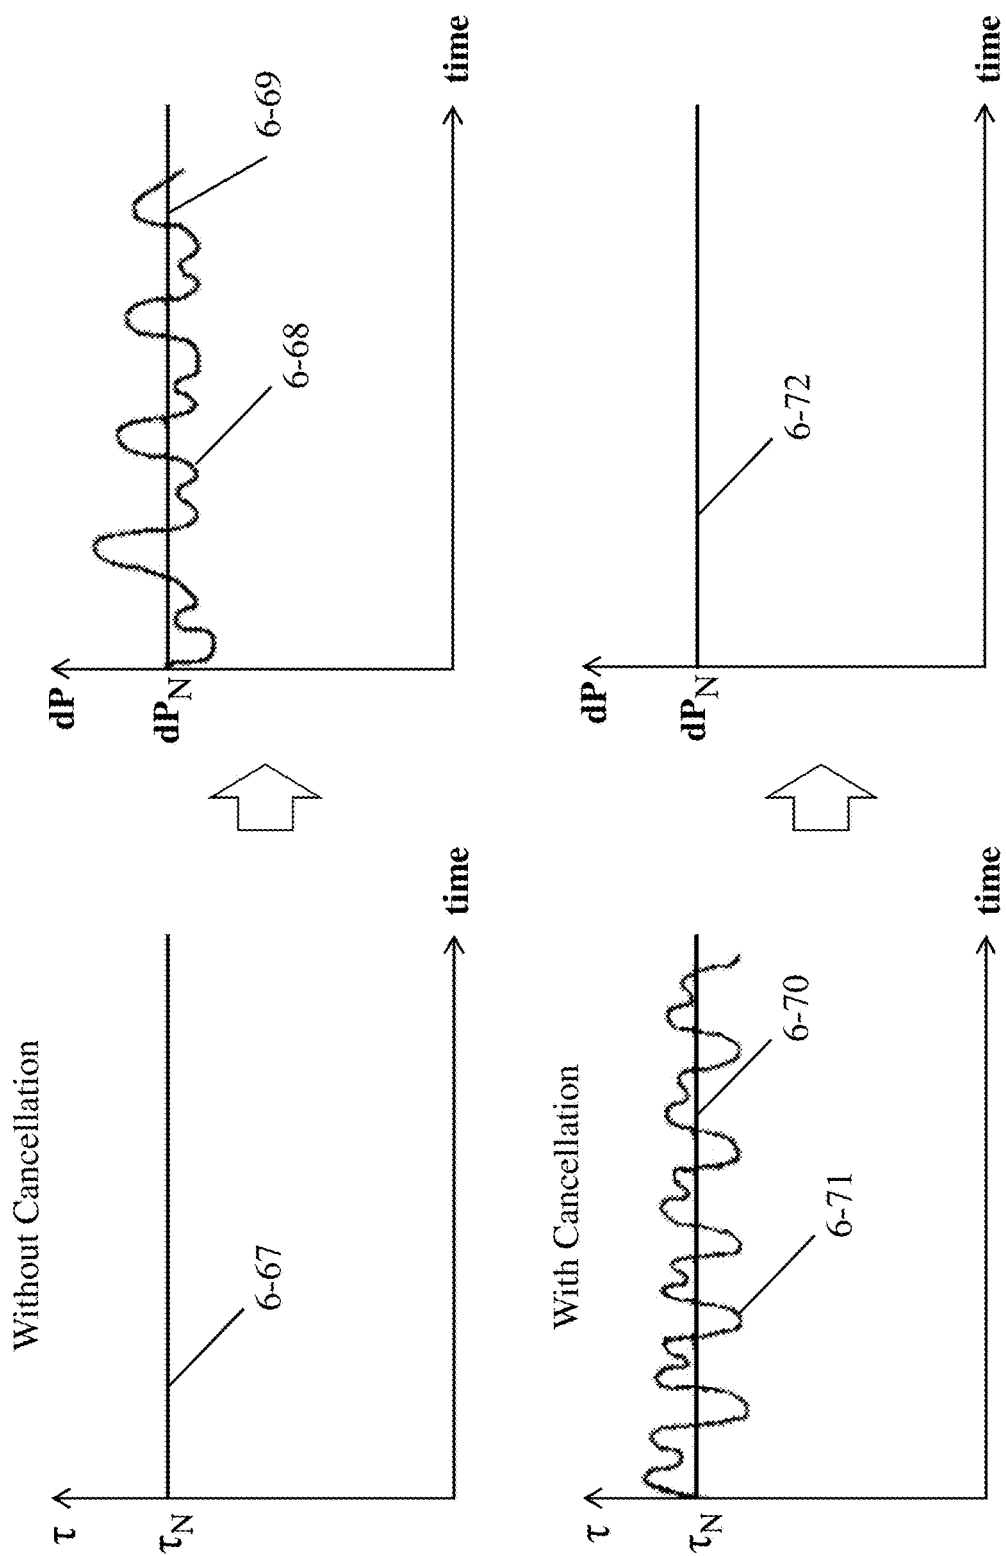 Without Cancellation
τ
τN
6-67
time
dP
dPN
6-68
6-69
time
With Cancellation
τ
τN
6-71
6-70
time
dP
dPN
6-72
time